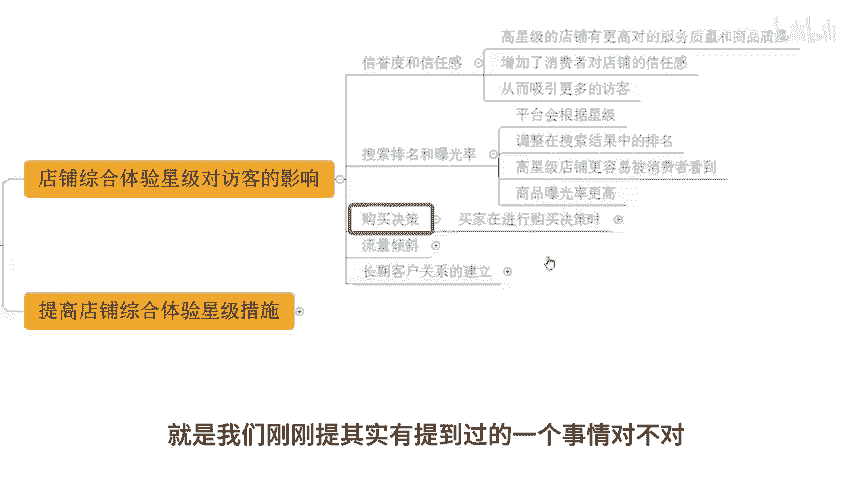 高星级的店铺有更高对的服务质量和商品质量
信誉度和信任感
增加了消费者对店铺的信任感
从而吸引更多的访客
平台会根据星级
搜索排名和曝光率
调整在搜索结果中的排名
高星级店铺更容易被消费者看到
商品曝光率更高
店铺综合体验星级对访客的影响
购买决策
买家在进行购买决策时
流量倾斜
长期客户关系的建立
提高店铺综合体验星级措施
就是我们刚刚提其实有提到过的一个事情对不对